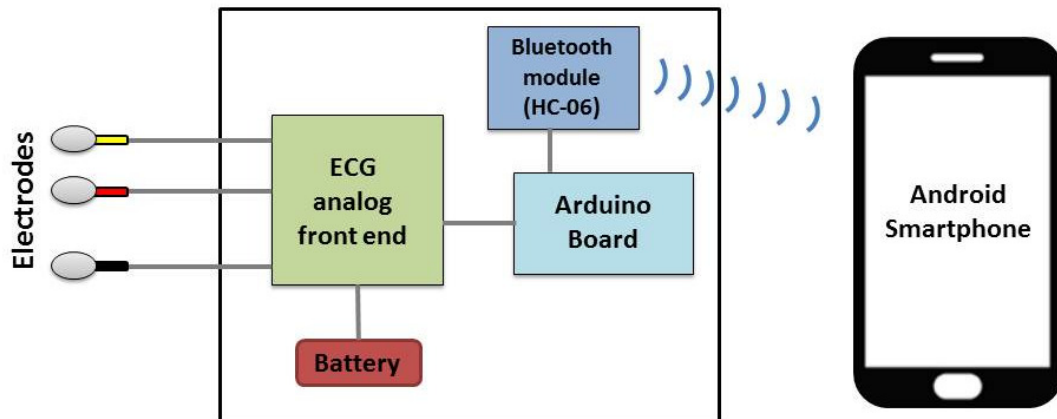 Electrodes
ECG
analog
front end
Battery
Bluetooth
module
(HC-06)
Arduino
Board
Android
Smartphone